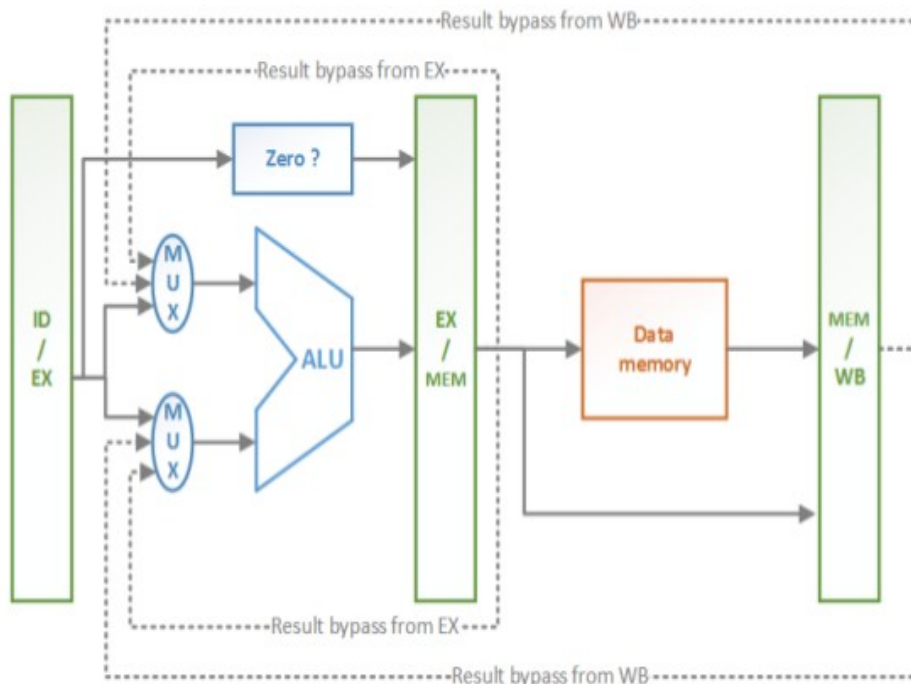 Result bypass from WB
Result bypass from EX
Zero ?
M
U
X
ID
/
EX
ALU
EX
/
MEM
Data
memory
MEM
/
WB
M
U
X
Result bypass from EX
Result bypass from WB